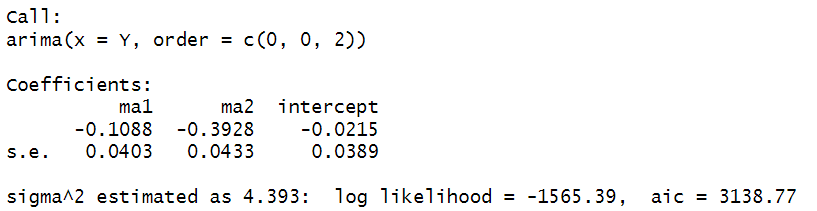 Call:
arima(x = Y, order = c(0, 0, 2))
Coefficients:
ma1 ma2 intercept
-0.1088 -0.3928 -0.0215
s.e. 0.0403 0.0433 0.0389
sigma^2 estimated as 4.393: log likelihood = -1565.39, aic = 3138.77